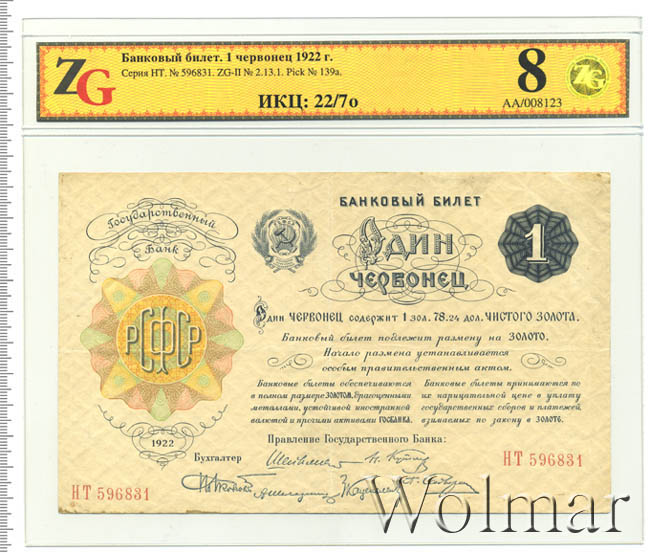 ZG
Банковый билет. 1 червонец 1922 г.
Серия НТ. № 596831. ZG-II № 2.13.1. Pick № 139a.
ИКЦ: 22/7о
8
AA/008123
ZG
Государственный
Банк
БАНКОВЫЙ БИЛЕТ
ОДИН
ЧЕРВОНЕЦ
1
Один ЧЕРВОНЕЦ содержит 1 зол. 78.24 дол. ЧИСТОГО ЗОЛОТА.
Банковый билет подлежит размену на ЗОЛОТО.
Начало размена устанавливается
особым правительственным актом.
РСФСР
1922
Банковые билеты обеспечиваются
в полном размере ЗОЛОТОМ, драгоценными
металлами, устойчивой иностранной
валютой и прочими активами ГОСБАНКА.
Банковые билеты принимаются по
их нарицательной цене в уплату
государственных сборов и платежей,
взимаемых по закону в ЗОЛОТЕ.
Правление Государственного Банка:
Бухгалтер
НТ 596831
НТ 596831
Wolmar